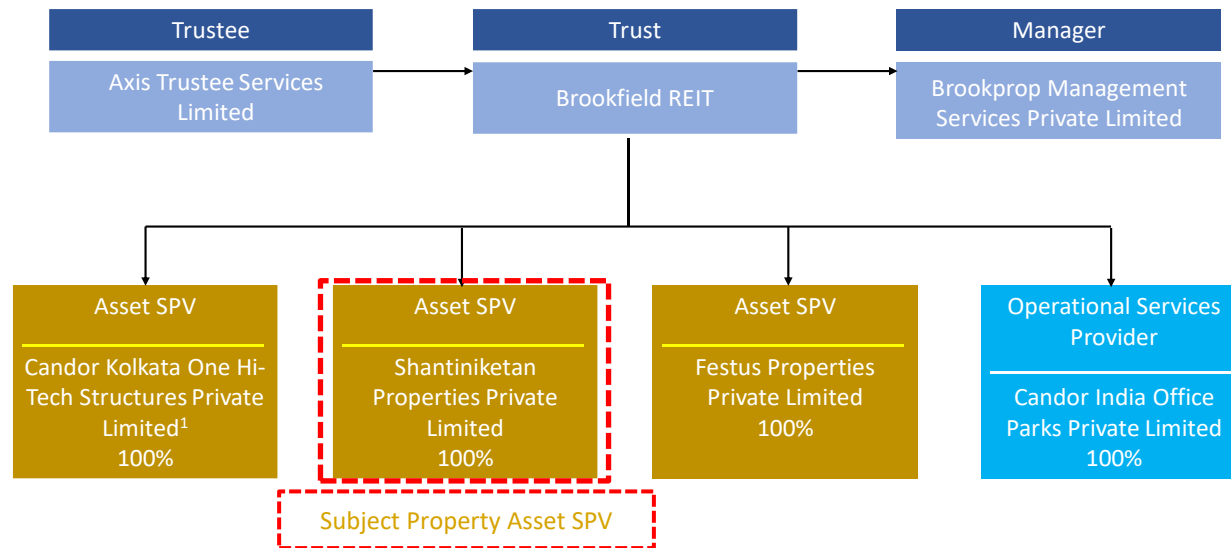 Trustee
Axis Trustee Services
Limited
Trust
Brookfield REIT
Manager
Brookprop Management
Services Private Limited
Asset SPV
Candor Kolkata One Hi-
Tech Structures Private
Limited¹
100%
Asset SPV
Shantiniketan
Properties Private
Limited
100%
Asset SPV
Festus Properties
Private Limited
100%
Operational Services
Provider
Candor India Office
Parks Private Limited
100%
Subject Property Asset SPV